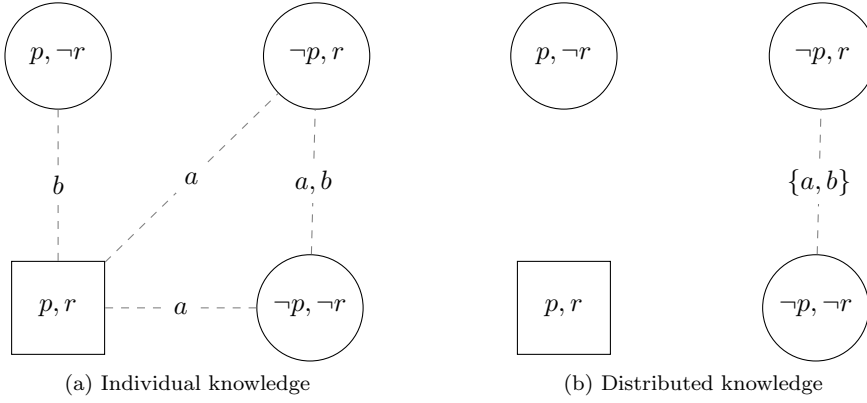 p, ¬r
¬p, r
p, ¬r
¬p, r
b
a
a, b
{a, b}
p, r
a
¬p, ¬r
p, r
¬p, ¬r
(a) Individual knowledge
(b) Distributed knowledge